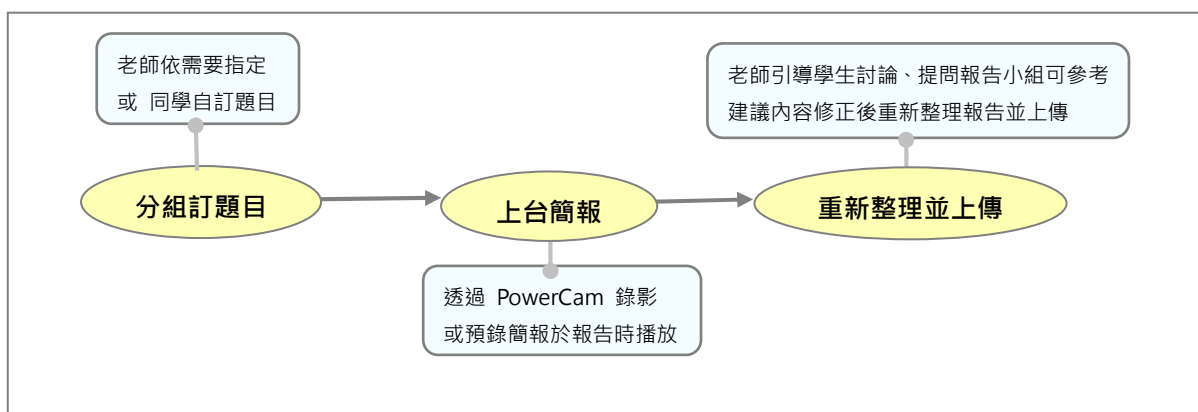 老師依需要指定
或 同學自訂題目
老師引導學生討論、提問報告小組可參考
建議內容修正後重新整理報告並上傳
分組訂題目
上台簡報
重新整理並上傳
透過 PowerCam 錄影
或預錄簡報於報告時播放